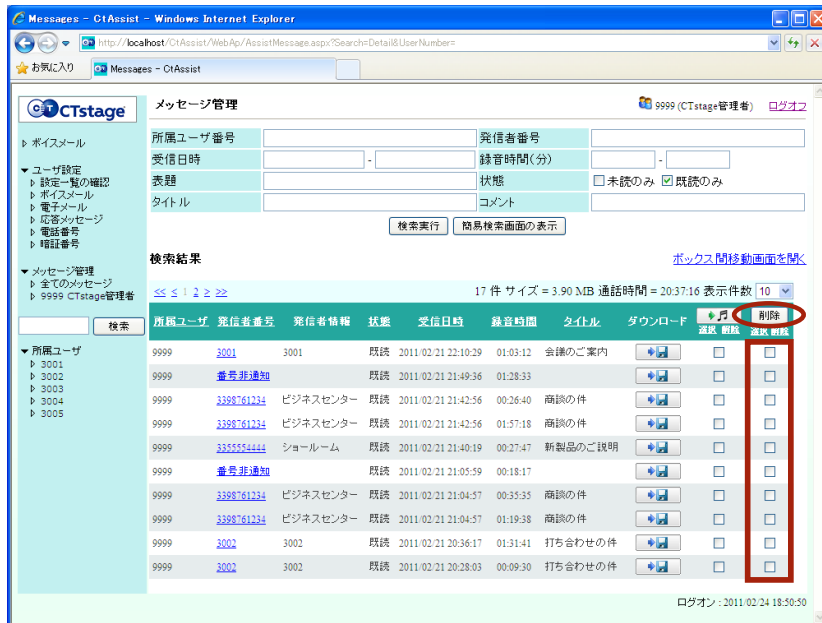 Messages - CtAssist - Windows Internet Explorer
http://localhost/CtAssist/WebAp/AssistMessage.aspx?Search=Detail&UserNumber=
お気に入り Messages - CtAssist
CTstage
メッセージ管理 9999 (CTstage管理者) ログオフ
ボイスメール
ユーザ設定
設定一覧の確認
ボイスメール
電子メール
応答メッセージ
電話番号
暗証番号
メッセージ管理
全てのメッセージ
9999 CTstage管理者
検索
所属ユーザ
3001
3002
3003
3004
3005
所属ユーザ番号 発信者番号
受信日時 - 録音時間(分) -
表題 状態 未読のみ 既読のみ
タイトル コメント
検索実行 簡易検索画面の表示
検索結果 ボックス間移動画面を開く
<< < 1 2 > >> 17 件 サイズ = 3.90 MB 通話時間 = 20:37:16 表示件数 10
所属ユーザ 発信者番号 発信者情報 状態 受信日時 録音時間 タイトル ダウンロード 選択 解除 削除 選択 解除
9999 3001 3001 既読 2011/02/21 22:10:29 01:03:12 会議のご案内
9999 番号非通知 既読 2011/02/21 21:49:36 01:28:33
9999 3398761234 ビジネスセンター 既読 2011/02/21 21:42:56 00:26:40 商談の件
9999 3398761234 ビジネスセンター 既読 2011/02/21 21:42:56 01:57:18 商談の件
9999 3355554444 ショールーム 既読 2011/02/21 21:40:19 00:27:47 新製品のご説明
9999 番号非通知 既読 2011/02/21 21:05:59 00:18:17
9999 3398761234 ビジネスセンター 既読 2011/02/21 21:04:57 00:35:35 商談の件
9999 3398761234 ビジネスセンター 既読 2011/02/21 21:04:57 01:19:38 商談の件
9999 3002 3002 既読 2011/02/21 20:36:17 01:31:41 打ち合わせの件
9999 3002 3002 既読 2011/02/21 20:28:03 00:09:30 打ち合わせの件
ログオン : 2011/02/24 18:50:50